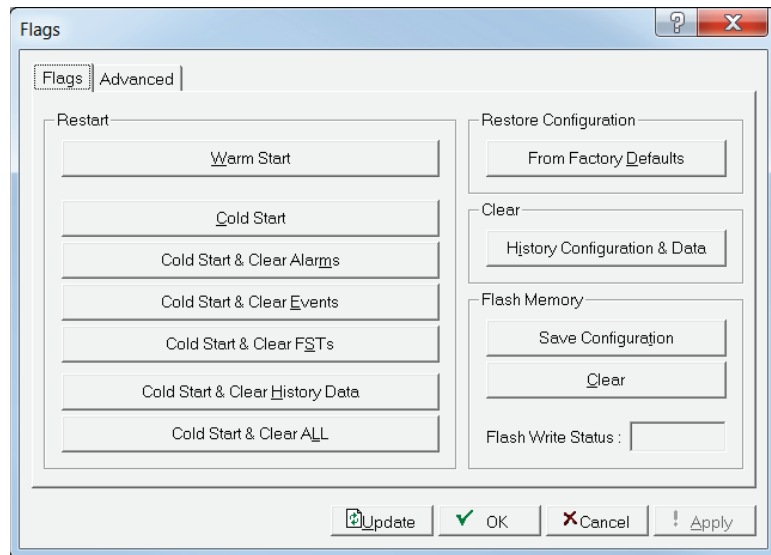 Flags
Flags
Advanced
Restart
Warm Start
Cold Start
Cold Start & Clear Alarms
Cold Start & Clear Events
Cold Start & Clear FSTs
Cold Start & Clear History Data
Cold Start & Clear ALL
Restore Configuration
From Factory Defaults
Clear
History Configuration & Data
Flash Memory
Save Configuration
Clear
Flash Write Status :
Update
OK
Cancel
! Apply